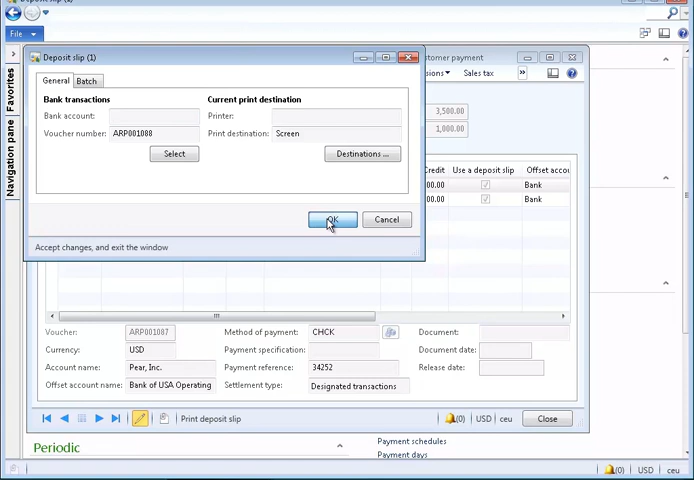 Deposit slip (1)
File
Deposit slip (1)
ustomer payment
General
Batch
sions
Sales tax
»
Bank transactions
Current print destination
3,500.00
Bank account:
Printer:
1,000.00
Voucher number:
ARP001088
Print destination:
Screen
Select
Destinations ...
Credit
Use a deposit slip
Offset accou
00.00
Bank
00.00
Bank
OK
Cancel
Accept changes, and exit the window
Favorites
Navigation pane
Voucher:
ARP001087
Method of payment:
CHCK
Document:
Currency:
USD
Payment specification:
Document date:
Account name:
Pear, Inc.
Payment reference:
34252
Release date:
Offset account name:
Bank of USA Operating
Settlement type:
Designated transactions
Print deposit slip
(0)
USD
ceu
Close
Periodic
Payment schedules
Payment days
(0)
USD
ceu